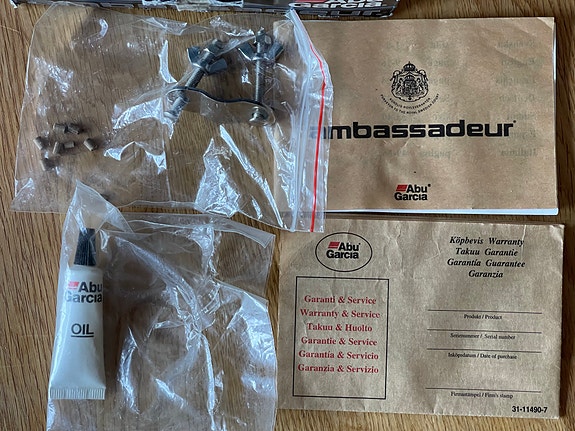 Abu
Garcia
ambassadeur®
Abu®
Garcia
Abu
Garcia
OIL
Abu®
Garcia
Garanti & Service
Warranty & Service
Takuu & Huolto
Garantie & Service
Garantía & Servicio
Garanzia & Servizio
Köpbevis Warranty
Takuu Garantie
Garantía Guarantee
Garanzia
Produkt / Product
Serienummer / Serial number
Inköpsdatum / Date of purchase
Firmastämpel / Firm's stamp
31-11490-7